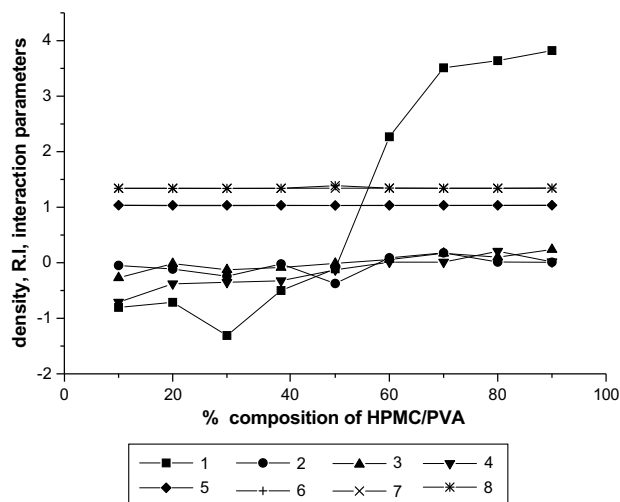 density, R.I, interaction parameters
4
3
2
1
0
-1
-2
0 20 40 60 80 100
% composition of HPMC/PVA
1 2 3 4
5 6 7 8